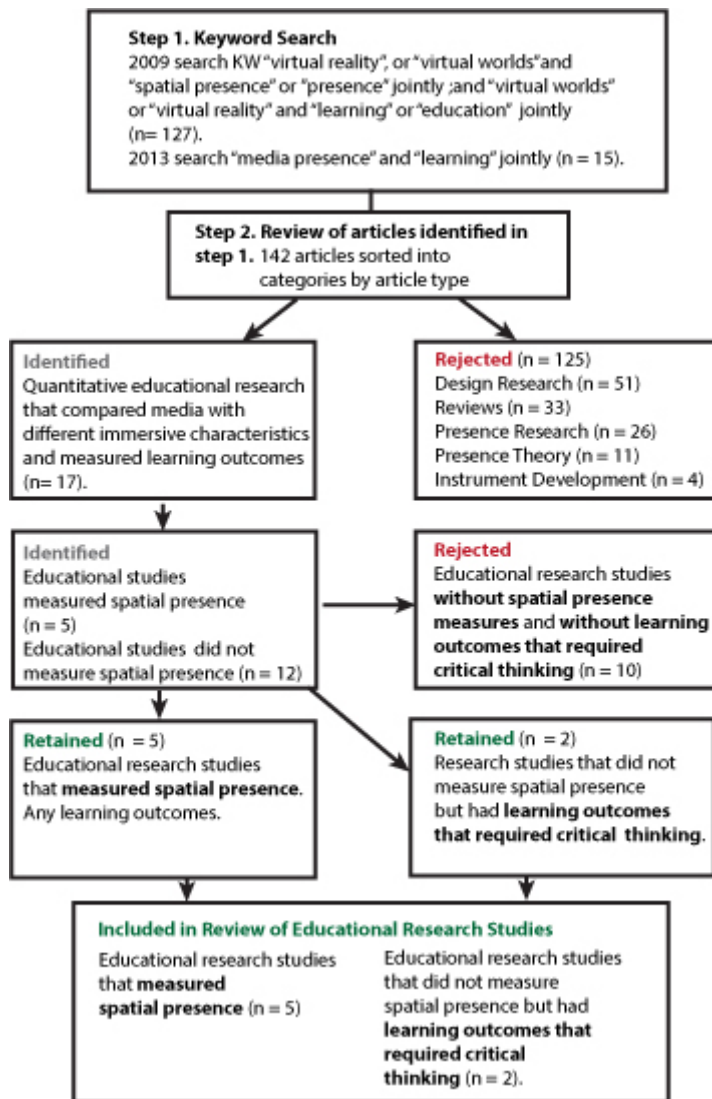 Step 1. Keyword Search
2009 search KW "virtual reality", or "virtual worlds"and
"spatial presence" or "presence" jointly ;and "virtual worlds"
or "virtual reality" and "learning" or "education" jointly
(n= 127).
2013 search "media presence" and "learning" jointly (n = 15).
Step 2. Review of articles identified in
step 1. 142 articles sorted into
categories by article type
Identified
Quantitative educational research
that compared media with
different immersive characteristics
and measured learning outcomes
(n= 17).
Rejected (n = 125)
Design Research (n = 51)
Reviews (n = 33)
Presence Research (n = 26)
Presence Theory (n = 11)
Instrument Development (n = 4)
Identified
Educational studies
measured spatial presence
(n = 5)
Educational studies did not
measure spatial presence (n = 12)
Rejected
Educational research studies
without spatial presence
measures and without learning
outcomes that required
critical thinking (n = 10)
Retained (n = 5)
Educational research studies
that measured spatial presence.
Any learning outcomes.
Retained (n = 2)
Research studies that did not
measure spatial presence
but had learning outcomes
that required critical thinking.
Included in Review of Educational Research Studies
Educational research studies
that measured
spatial presence (n = 5)
Educational research studies
that did not measure
spatial presence but had
learning outcomes that
required critical
thinking (n = 2).